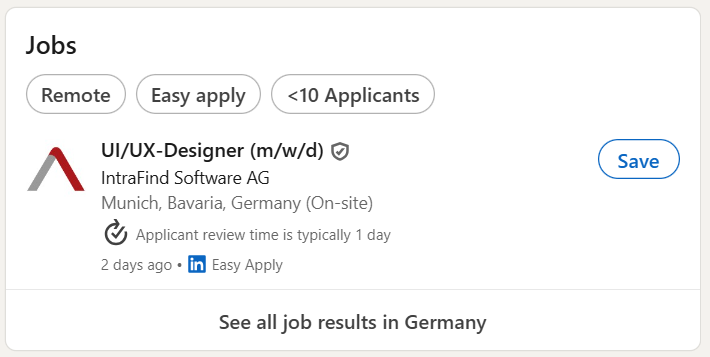 Jobs
Remote
Easy apply
<10 Applicants
UI/UX-Designer (m/w/d)
Save
IntraFind Software AG
Munich, Bavaria, Germany (On-site)
Applicant review time is typically 1 day
2 days ago • in Easy Apply
See all job results in Germany